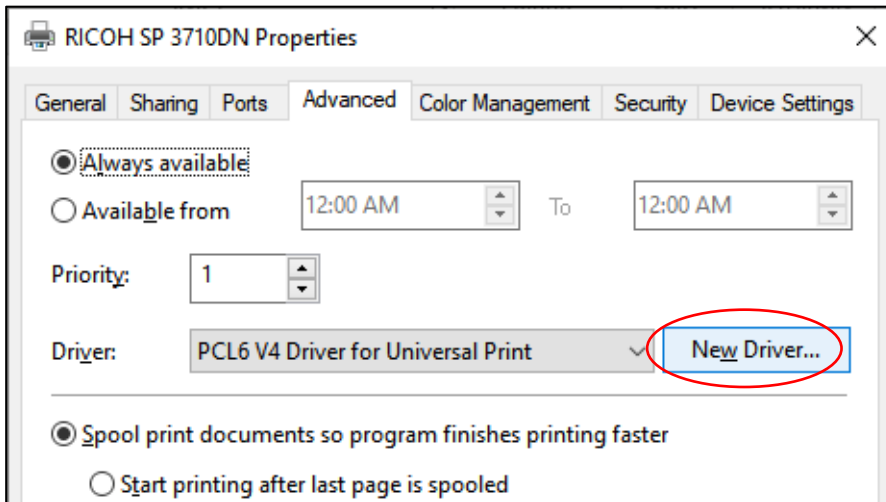 RICOH SP 3710DN Properties
General Sharing Ports Advanced Color Management Security Device Settings
Always available
Available from 12:00 AM To 12:00 AM
Priority: 1
Driver: PCL6 V4 Driver for Universal Print New Driver...
Spool print documents so program finishes printing faster
Start printing after last page is spooled